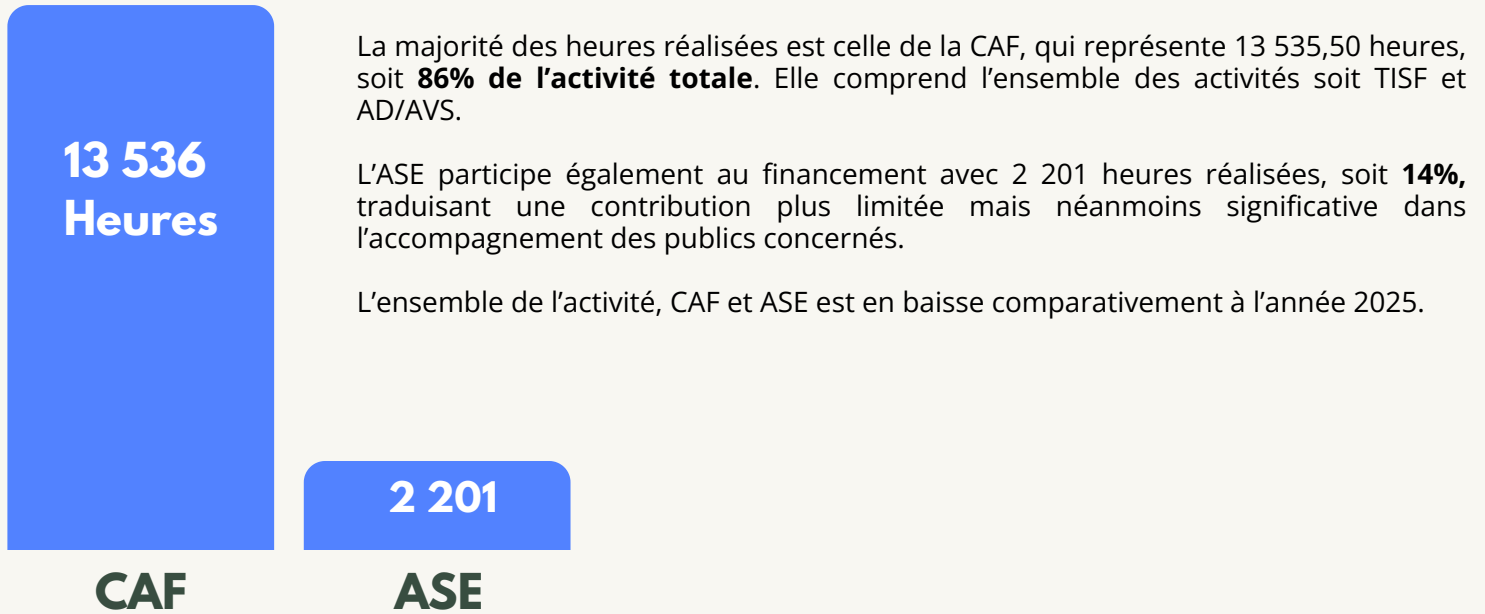 13 536
Heures
La majorité des heures réalisées est celle de la CAF, qui représente 13 535,50 heures,
soit 86% de l’activité totale. Elle comprend l’ensemble des activités soit TISF et
AD/AVS.
L’ASE participe également au financement avec 2 201 heures réalisées, soit 14%,
traduisant une contribution plus limitée mais néanmoins significative dans
l’accompagnement des publics concernés.
L’ensemble de l’activité, CAF et ASE est en baisse comparativement à l’année 2025.
2 201
CAF
ASE